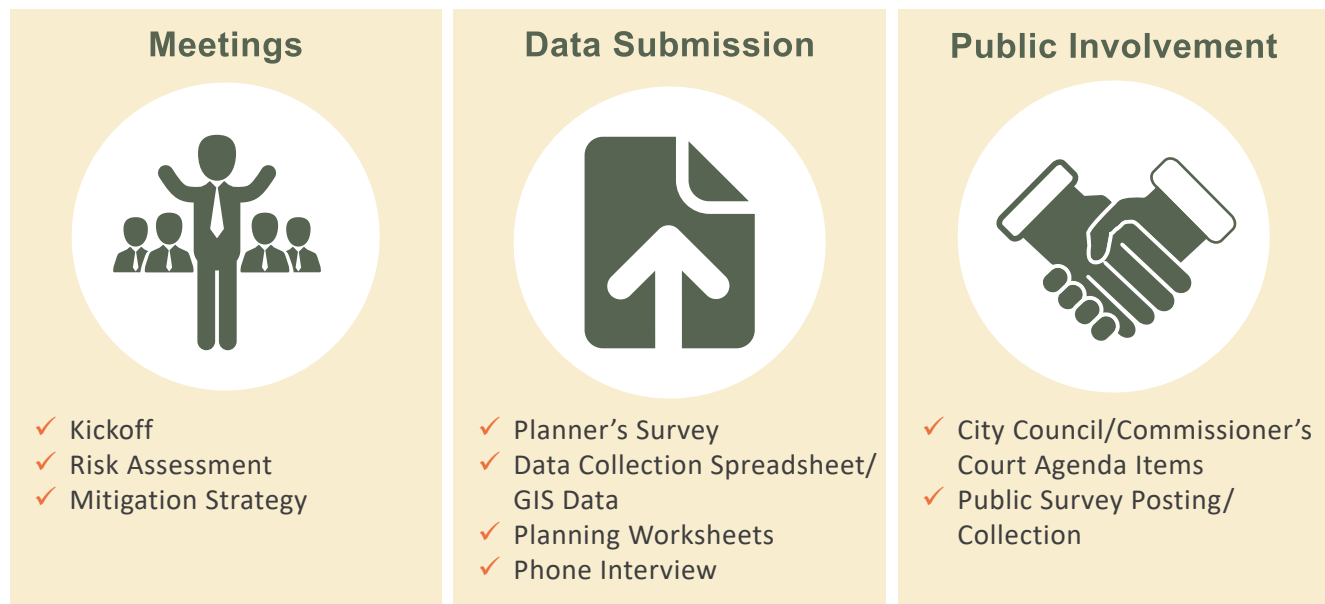 Meetings
✓ Kickoff
✓ Risk Assessment
✓ Mitigation Strategy
Data Submission
✓ Planner’s Survey
✓ Data Collection Spreadsheet/
GIS Data
✓ Planning Worksheets
✓ Phone Interview
Public Involvement
✓ City Council/Commissioner’s
Court Agenda Items
✓ Public Survey Posting/
Collection